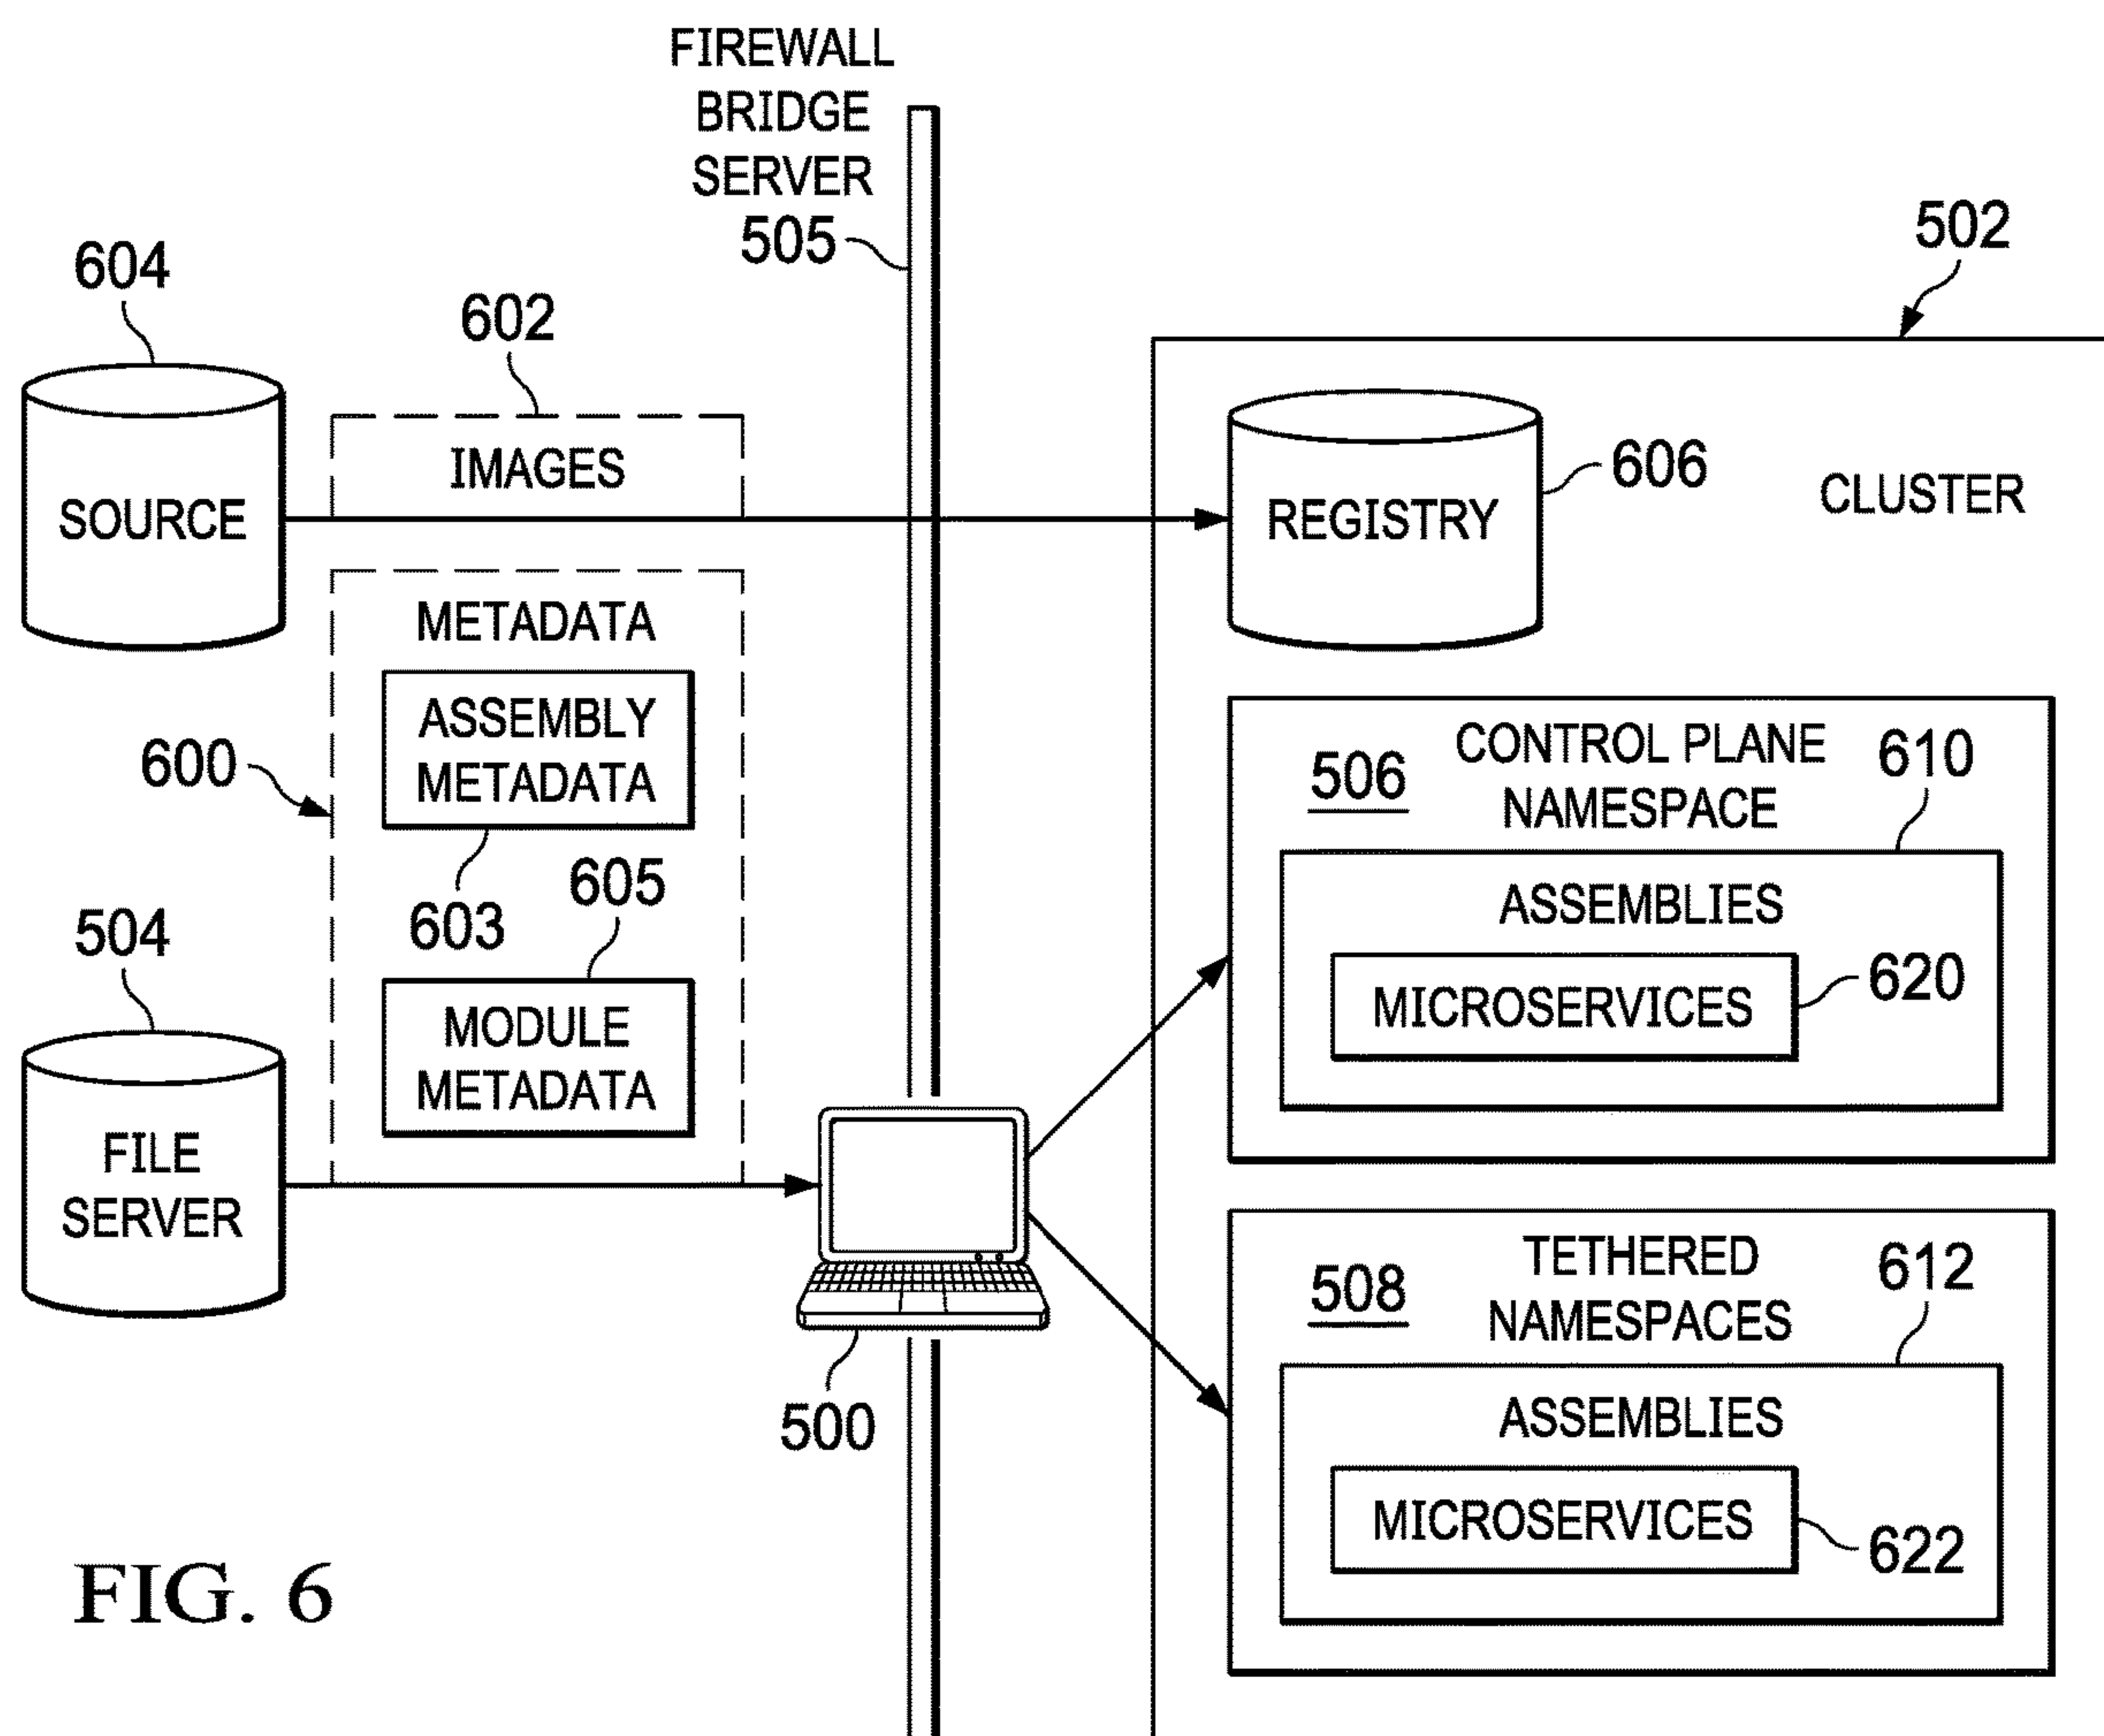 FIREWALL
BRIDGE
SERVER
505
502
604
602
IMAGES
SOURCE
REGISTRY
606
CLUSTER
METADATA
ASSEMBLY
METADATA
600
603
605
MODULE
METADATA
504
FILE
SERVER
500
506
CONTROL PLANE
NAMESPACE
610
ASSEMBLIES
MICROSERVICES
620
508
TETHERED
NAMESPACES
612
ASSEMBLIES
MICROSERVICES
622
FIG. 6